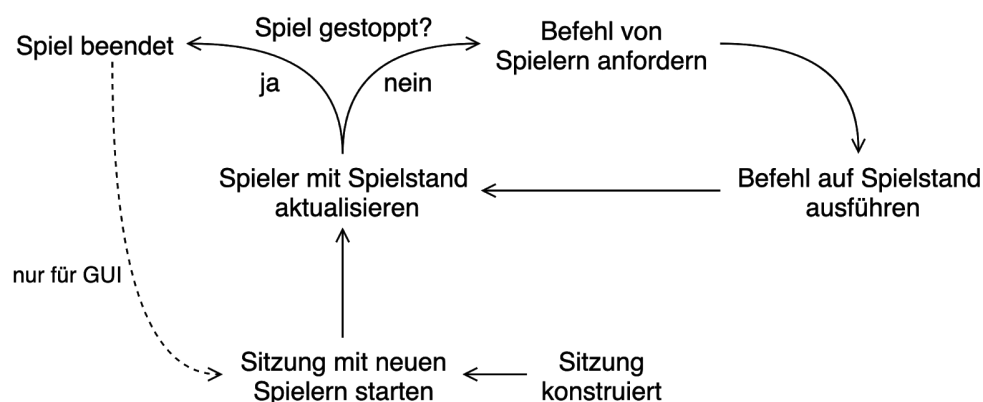 Spiel gestoppt?
Spiel beendet
ja
nein
Befehl von
Spielern anfordern
Spieler mit Spielstand
aktualisieren
Befehl auf Spielstand
ausführen
nur für GUI
Sitzung mit neuen
Spielern starten
Sitzung
konstruiert